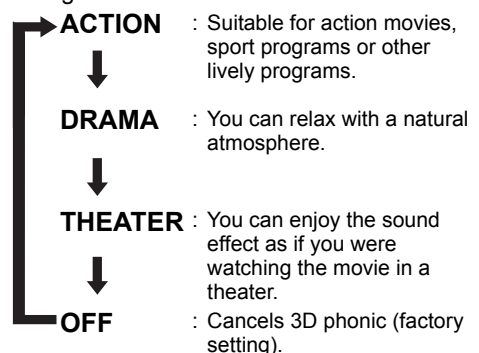 ACTION : Suitable for action movies,
sport programs or other
lively programs.
DRAMA : You can relax with a natural
atmosphere.
THEATER : You can enjoy the sound
effect as if you were
watching the movie in a
theater.
OFF : Cancels 3D phonic (factory
setting).